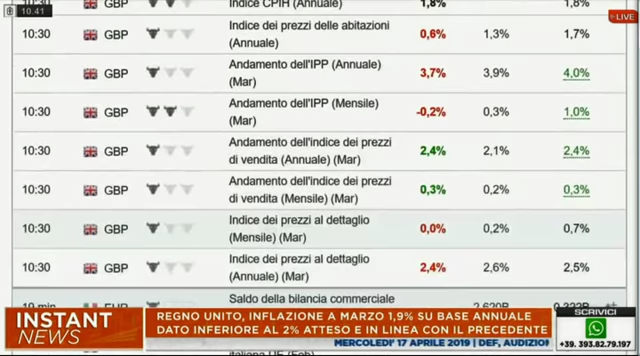 10:30 GBP Indice CPIH (Annuale) 1,8% 1,8%
10.41
LIVE
10:30 GBP Indice dei prezzi delle abitazioni (Annuale) 0,6% 1,3% 1,7%
10:30 GBP Andamento dell'IPP (Annuale) (Mar) 3,7% 3,9% 4,0%
10:30 GBP Andamento dell'IPP (Mensile) (Mar) -0,2% 0,3% 1,0%
10:30 GBP Andamento dell'indice dei prezzi di vendita (Annuale) (Mar) 2,4% 2,1% 2,4%
10:30 GBP Andamento dell'indice dei prezzi di vendita (Mensile) (Mar) 0,3% 0,2% 0,3%
10:30 GBP Indice dei prezzi al dettaglio (Mensile) (Mar) 0,0% 0,2% 0,7%
10:30 GBP Indice dei prezzi al dettaglio (Annuale) (Mar) 2,4% 2,6% 2,5%
Saldo della bilancia commerciale
INSTANT
NEWS
REGNO UNITO, INFLAZIONE A MARZO 1,9% SU BASE ANNUALE
DATO INFERIORE AL 2% ATTESO E IN LINEA CON IL PRECEDENTE
MERCOLEDI' 17 APRILE 2019 | DEF, AUDIZIO
SCRIVICI
+39. 393.82.79.197
italiana UE (Feb)